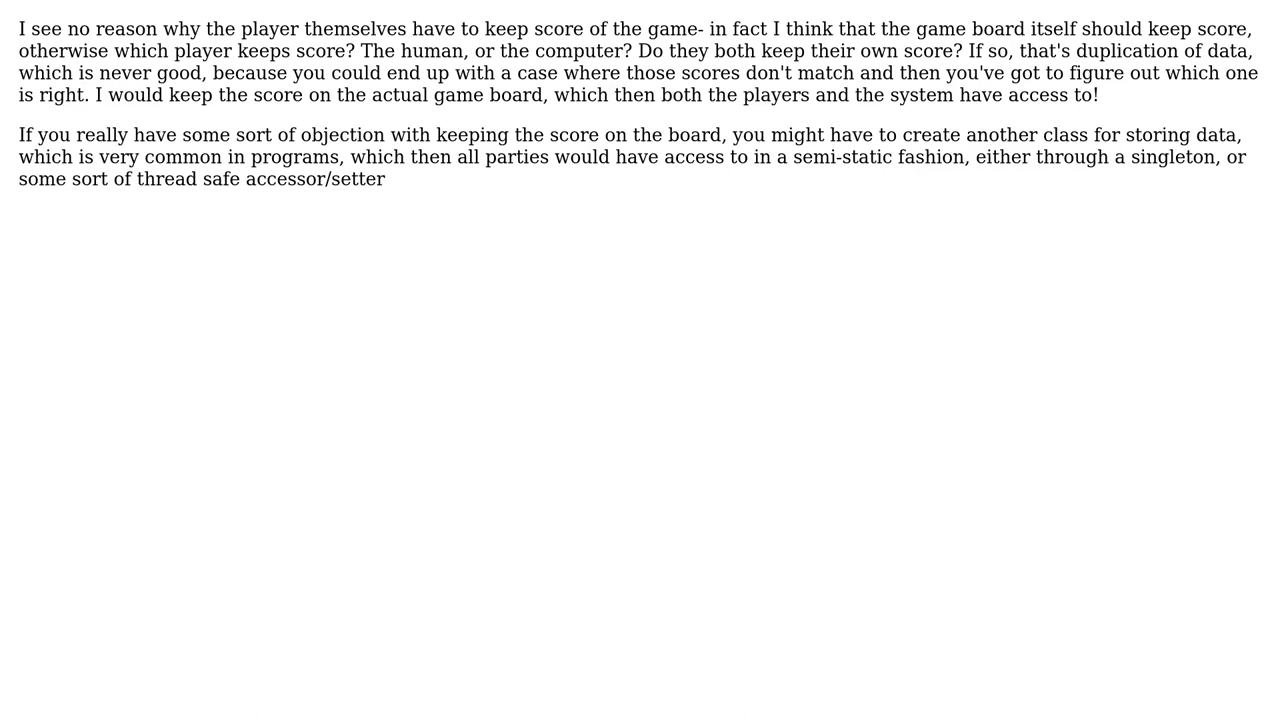 I see no reason why the player themselves have to keep score of the game- in fact I think that the game board itself should keep score,
otherwise which player keeps score? The human, or the computer? Do they both keep their own score? If so, that's duplication of data,
which is never good, because you could end up with a case where those scores don't match and then you've got to figure out which one
is right. I would keep the score on the actual game board, which then both the players and the system have access to!
If you really have some sort of objection with keeping the score on the board, you might have to create another class for storing data,
which is very common in programs, which then all parties would have access to in a semi-static fashion, either through a singleton, or
some sort of thread safe accessor/setter